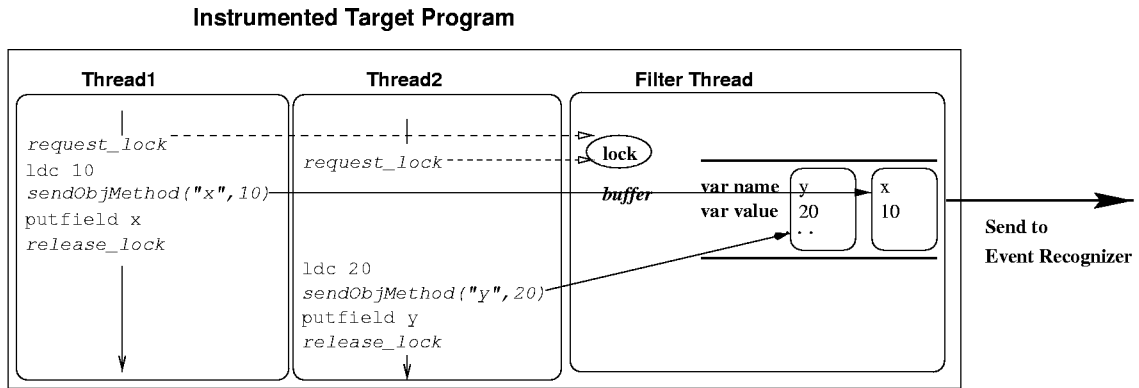 Instrumented Target Program
Thread1
request_lock
ldc 10
sendObjMethod("x",10)
putfield x
release_lock
Thread2
request_lock
ldc 20
sendObjMethod("y",20)
putfield y
release_lock
Filter Thread
lock
buffer
var name y x
var value 20 10
. .
Send to
Event Recognizer